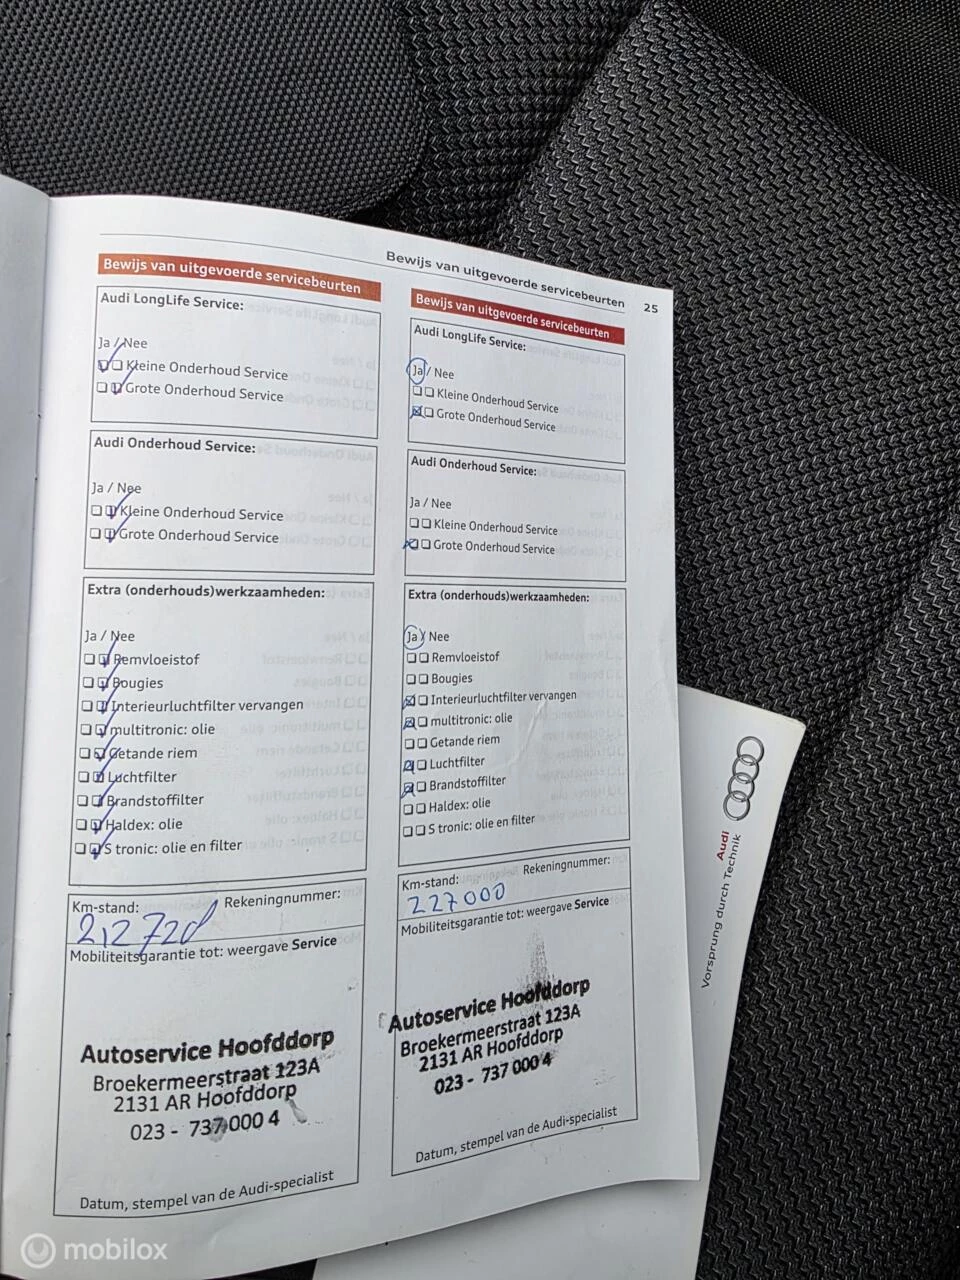 Bewijs van uitgevoerde servicebeurten 25
Bewijs van uitgevoerde servicebeurten
Audi LongLife Service:
Ja / Nee
Kleine Onderhoud Service
Grote Onderhoud Service
Audi Onderhoud Service:
Ja / Nee
Kleine Onderhoud Service
Grote Onderhoud Service
Extra (onderhouds)werkzaamheden:
Ja / Nee
Remvloeistof
Bougies
Interieurluchtfilter vervangen
multitronic: olie
Getande riem
Luchtfilter
Brandstoffilter
Haldex: olie
S tronic: olie en filter
Km-stand: Rekeningnummer:
212720
Mobiliteitsgarantie tot: weergave Service
Autoservice Hoofddorp
Broekermeerstraat 123A
2131 AR Hoofddorp
023 - 737 000 4
Datum, stempel van de Audi-specialist
Bewijs van uitgevoerde servicebeurten
Audi LongLife Service:
Ja / Nee
Kleine Onderhoud Service
Grote Onderhoud Service
Audi Onderhoud Service:
Ja / Nee
Kleine Onderhoud Service
Grote Onderhoud Service
Extra (onderhouds)werkzaamheden:
Ja / Nee
Remvloeistof
Bougies
Interieurluchtfilter vervangen
multitronic: olie
Getande riem
Luchtfilter
Brandstoffilter
Haldex: olie
S tronic: olie en filter
Km-stand: Rekeningnummer:
227000
Mobiliteitsgarantie tot: weergave Service
Autoservice Hoofddorp
Broekermeerstraat 123A
2131 AR Hoofddorp
023 - 737 000 4
Datum, stempel van de Audi-specialist
Audi
Vorsprung durch Technik
mobilox